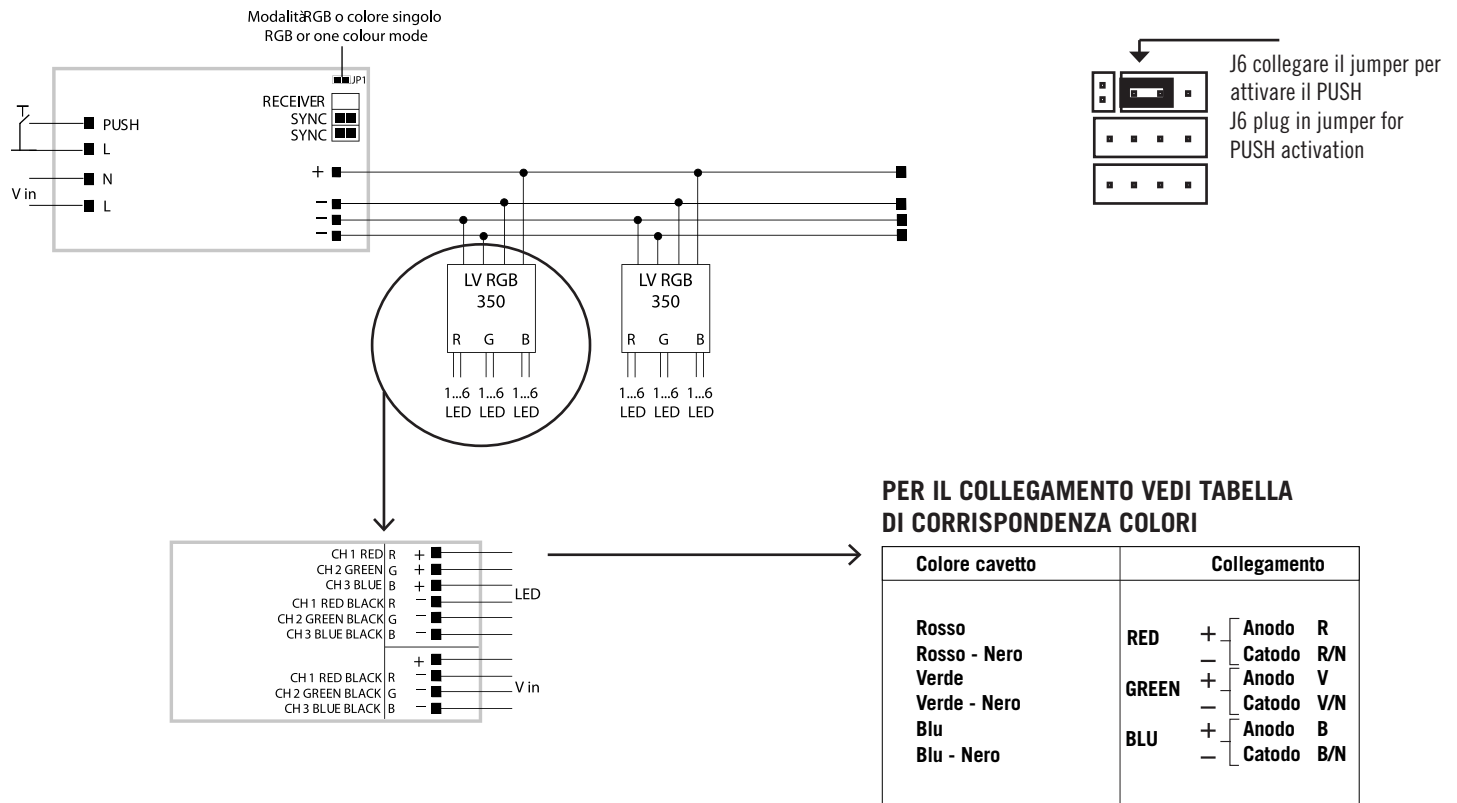 ModalitàRGB o colore singolo
RGB or one colour mode
JP1
RECEIVER
SYNC
SYNC
PUSH
L
N
L
V in
+
−
−
−
LV RGB
350
R G B
1...6 1...6 1...6
LED LED LED
LV RGB
350
R G B
1...6 1...6 1...6
LED LED LED
J6 collegare il jumper per
attivare il PUSH
J6 plug in jumper for
PUSH activation
CH 1 RED R +
CH 2 GREEN G +
CH 3 BLUE B +
CH 1 RED BLACK R −
CH 2 GREEN BLACK G −
CH 3 BLUE BLACK B −
LED
+
CH 1 RED BLACK R −
CH 2 GREEN BLACK G −
CH 3 BLUE BLACK B −
V in
PER IL COLLEGAMENTO VEDI TABELLA
DI CORRISPONDENZA COLORI
Colore cavetto Collegamento
Rosso RED + Anodo R
Rosso - Nero − Catodo R/N
Verde GREEN + Anodo V
Verde - Nero − Catodo V/N
Blu BLU + Anodo B
Blu - Nero − Catodo B/N